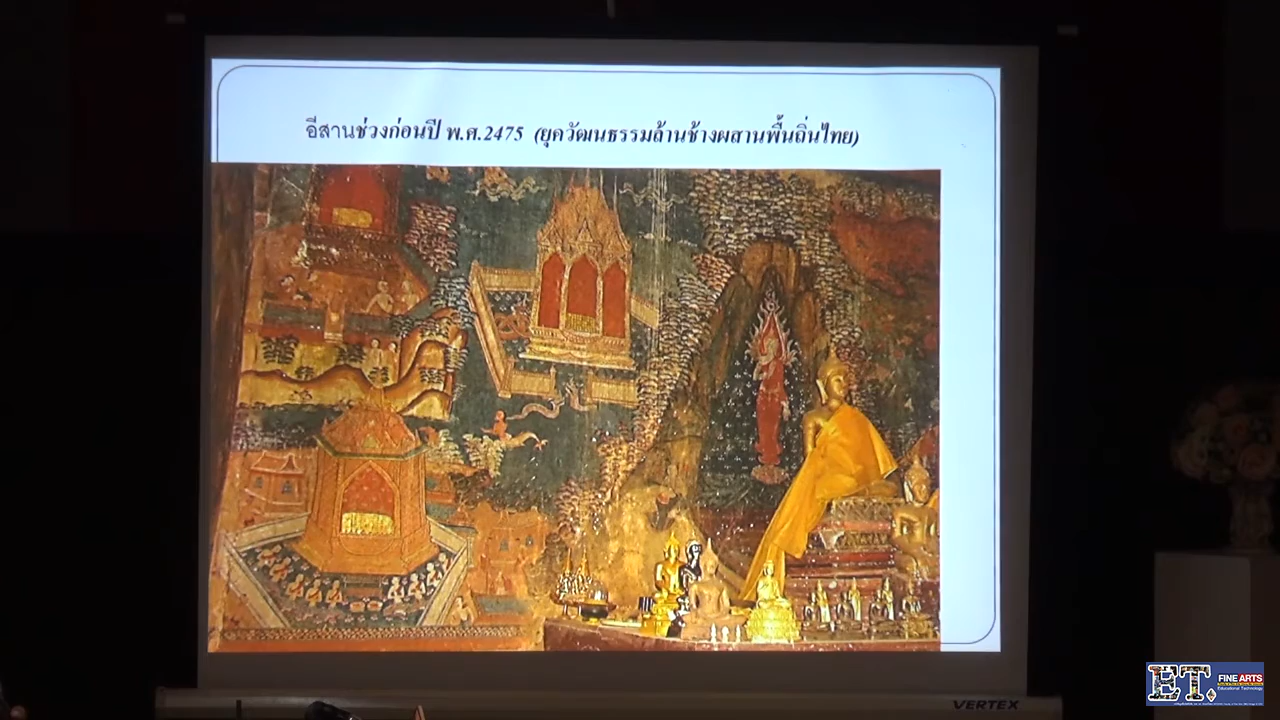 อีสานช่วงก่อนปี พ.ศ.2475 (ยุควัฒนธรรมล้านช้างผสานพื้นถิ่นไทย)
VERTEX
ET.
FINE ARTS
Educational Technology